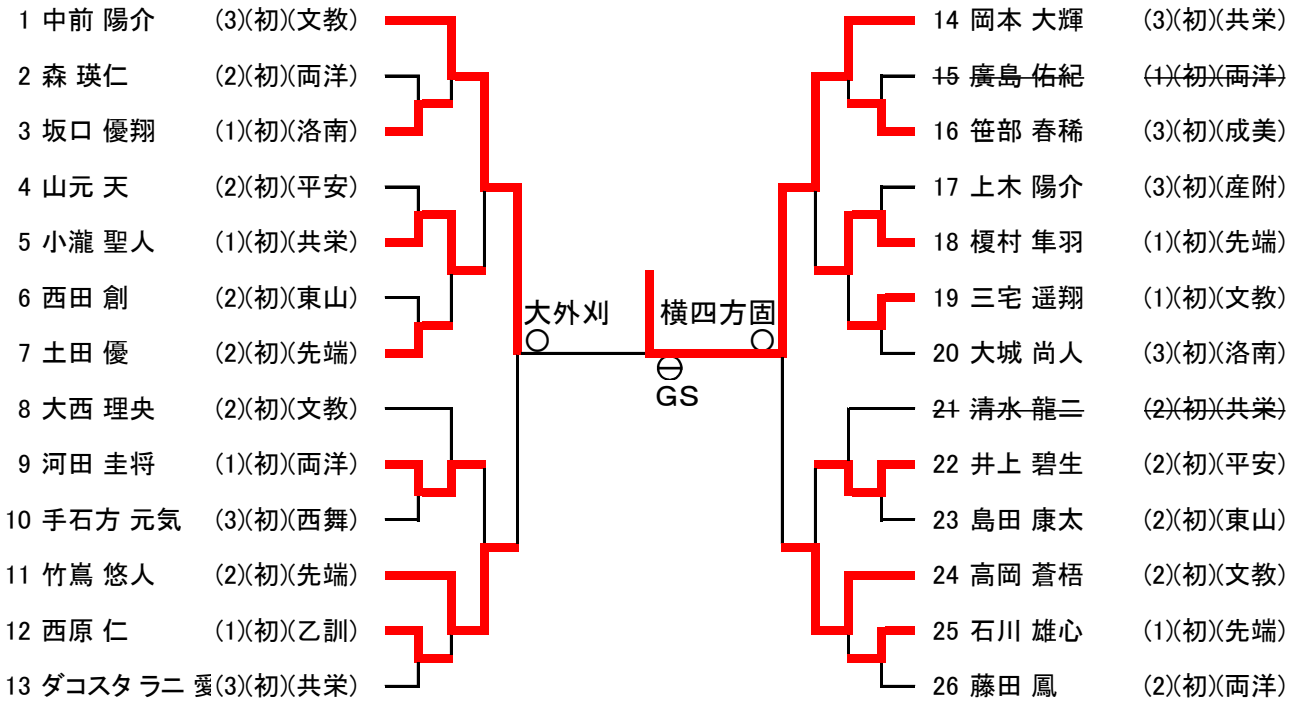 1 中前 陽介 (3)(初)(文教)
2 森 瑛仁 (2)(初)(両洋)
3 坂口 優翔 (1)(初)(洛南)
4 山元 天 (2)(初)(平安)
5 小瀧 聖人 (1)(初)(共栄)
6 西田 創 (2)(初)(東山)
7 土田 優 (2)(初)(先端)
8 大西 理央 (2)(初)(文教)
9 河田 圭将 (1)(初)(両洋)
10 手石方 元気 (3)(初)(西舞)
11 竹嶌 悠人 (2)(初)(先端)
12 西原 仁 (1)(初)(乙訓)
13 ダコスタ ラニ 愛(3)(初)(共栄)
大外刈
横四方固
GS
14 岡本 大輝 (3)(初)(共栄)
15 廣島 佑紀 (1)(初)(両洋)
16 笹部 春稀 (3)(初)(成美)
17 上木 陽介 (3)(初)(産附)
18 榎村 隼羽 (1)(初)(先端)
19 三宅 遥翔 (1)(初)(文教)
20 大城 尚人 (3)(初)(洛南)
21 清水 龍二 (2)(初)(共栄)
22 井上 碧生 (2)(初)(平安)
23 島田 康太 (2)(初)(東山)
24 高岡 蒼梧 (2)(初)(文教)
25 石川 雄心 (1)(初)(先端)
26 藤田 鳳 (2)(初)(両洋)